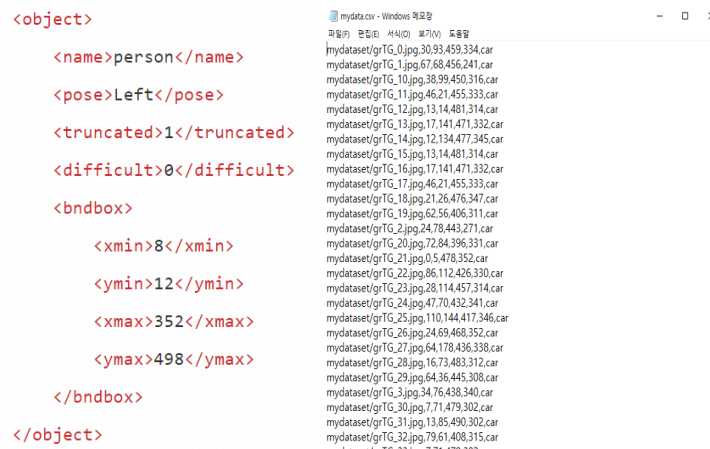 <object>
<name>person</name>
<pose>Left</pose>
<truncated>1</truncated>
<difficult>0</difficult>
<bndbox>
<xmin>8</xmin>
<ymin>12</ymin>
<xmax>352</xmax>
<ymax>498</ymax>
</bndbox>
</object>
mydata.csv - Windows 메모장
파일(F) 편집(E) 서식(O) 보기(V) 도움말
mydataset/grTG_0.jpg,30,93,459,334,car
mydataset/grTG_1.jpg,67,68,456,241,car
mydataset/grTG_10.jpg,38,99,450,316,car
mydataset/grTG_11.jpg,46,21,455,333,car
mydataset/grTG_12.jpg,13,14,481,314,car
mydataset/grTG_13.jpg,17,141,471,332,car
mydataset/grTG_14.jpg,12,134,477,345,car
mydataset/grTG_15.jpg,13,14,481,314,car
mydataset/grTG_16.jpg,17,141,471,332,car
mydataset/grTG_17.jpg,46,21,455,333,car
mydataset/grTG_18.jpg,21,26,476,347,car
mydataset/grTG_19.jpg,62,56,406,311,car
mydataset/grTG_2.jpg,24,78,443,271,car
mydataset/grTG_20.jpg,72,84,396,331,car
mydataset/grTG_21.jpg,0,5,478,352,car
mydataset/grTG_22.jpg,86,112,426,330,car
mydataset/grTG_23.jpg,28,114,457,314,car
mydataset/grTG_24.jpg,47,70,432,341,car
mydataset/grTG_25.jpg,110,144,417,346,car
mydataset/grTG_26.jpg,24,69,468,352,car
mydataset/grTG_27.jpg,64,178,436,338,car
mydataset/grTG_28.jpg,16,73,483,312,car
mydataset/grTG_29.jpg,64,36,445,308,car
mydataset/grTG_3.jpg,34,76,438,340,car
mydataset/grTG_30.jpg,7,71,479,302,car
mydataset/grTG_31.jpg,13,85,490,302,car
mydataset/grTG_32.jpg,79,61,408,315,car